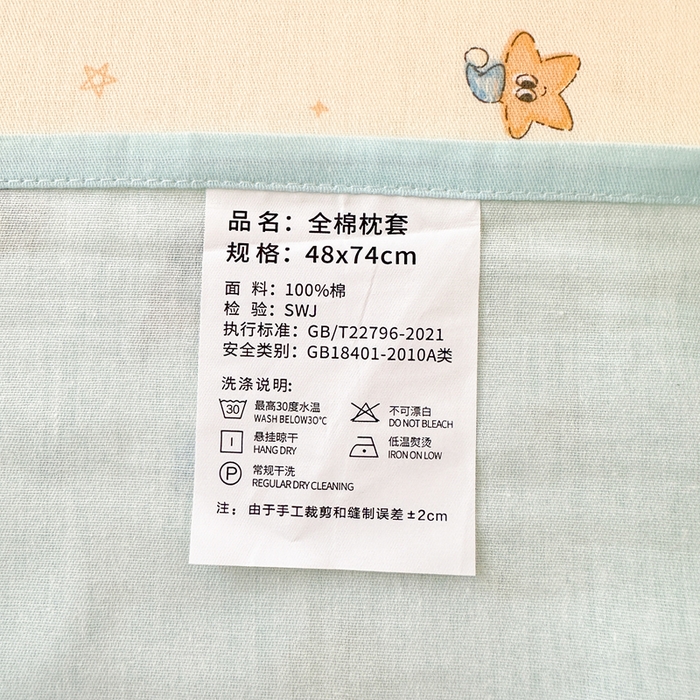 品名：全棉枕套
规格：48x74cm
面料：100%棉
检验：SWJ
执行标准：GB/T22796-2021
安全类别：GB18401-2010A类
洗涤说明:
30 最高30度水温 不可漂白
WASH BELOW30℃ DO NOT BLEACH
悬挂晾干 低温熨烫
HANG DRY IRON ON LOW
P 常规干洗
REGULAR DRY CLEANING
注：由于手工裁剪和缝制误差±2cm